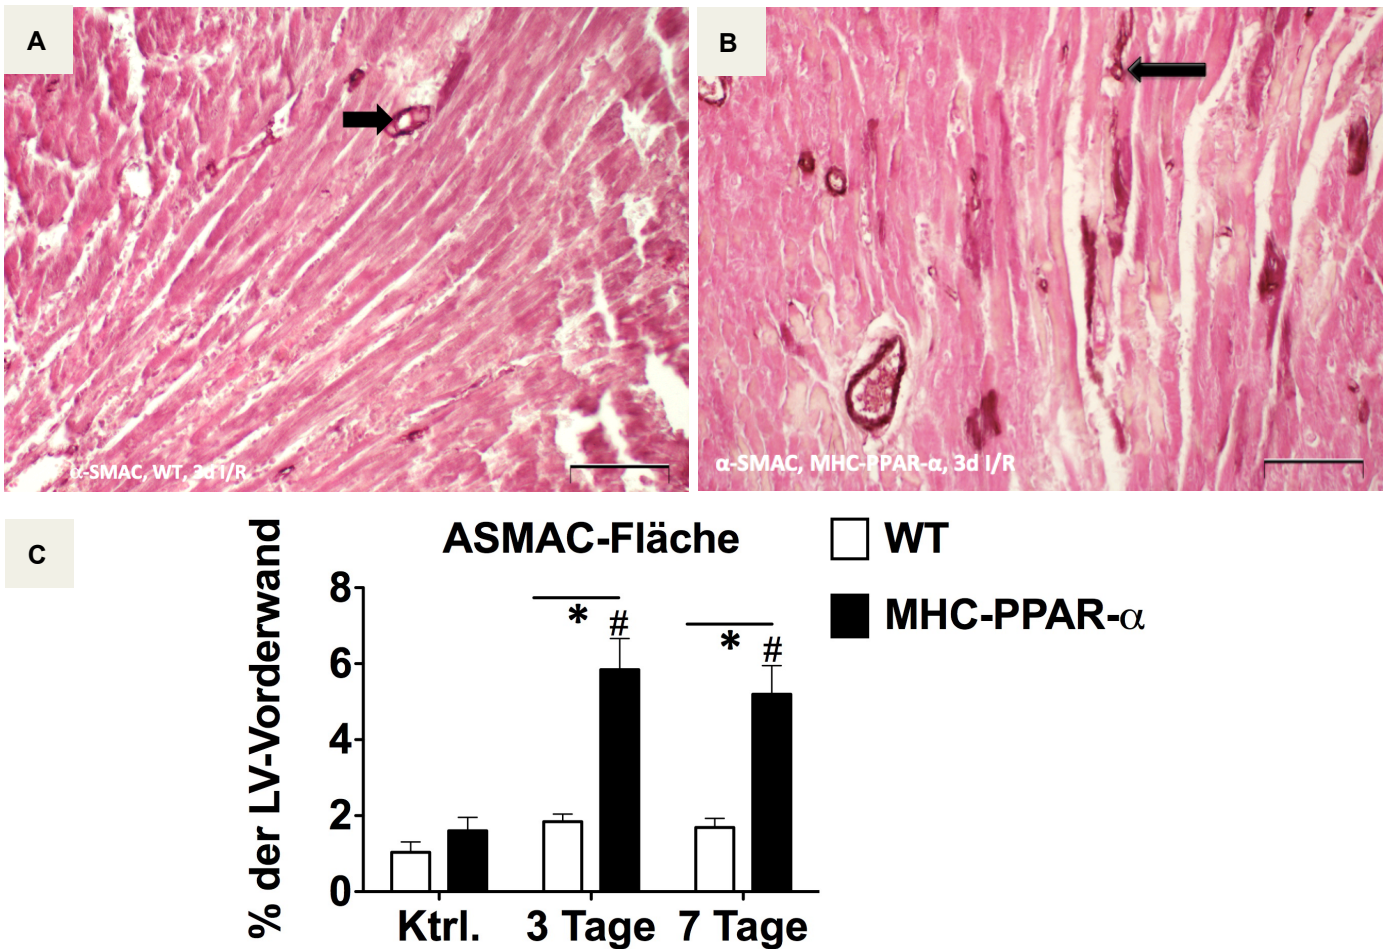 A
B
α-SMAC, WT, 3d I/R
α-SMAC, MHC-PPAR-α, 3d I/R
C
ASMAC-Fläche
WT
MHC-PPAR-α
% der LV-Vorderwand
8
6
4
2
0
* #
* #
Ktrl. 3 Tage 7 Tage